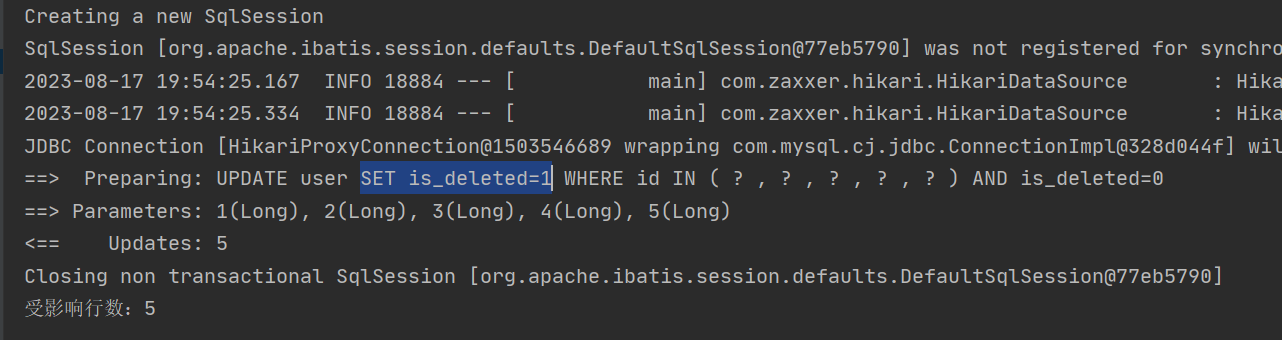 Creating a new SqlSession
SqlSession [org.apache.ibatis.session.defaults.DefaultSqlSession@77eb5790] was not registered for synchro
2023-08-17 19:54:25.167  INFO 18884 --- [           main] com.zaxxer.hikari.HikariDataSource       : Hika
2023-08-17 19:54:25.334  INFO 18884 --- [           main] com.zaxxer.hikari.HikariDataSource       : Hika
JDBC Connection [HikariProxyConnection@1503546689 wrapping com.mysql.cj.jdbc.ConnectionImpl@328d044f] wil
==>  Preparing: UPDATE user SET is_deleted=1 WHERE id IN ( ? , ? , ? , ? , ? ) AND is_deleted=0
==> Parameters: 1(Long), 2(Long), 3(Long), 4(Long), 5(Long)
<==    Updates: 5
Closing non transactional SqlSession [org.apache.ibatis.session.defaults.DefaultSqlSession@77eb5790]
受影响行数：5